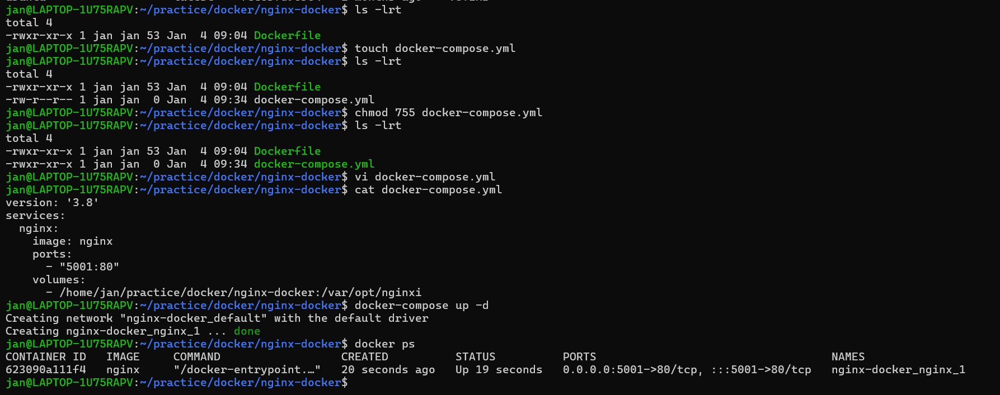 jan@LAPTOP-1U75RAPV:~/practice/docker/nginx-docker$ ls -lrt
total 4
-rwxr-xr-x 1 jan jan 53 Jan  4 09:04 Dockerfile
jan@LAPTOP-1U75RAPV:~/practice/docker/nginx-docker$ touch docker-compose.yml
jan@LAPTOP-1U75RAPV:~/practice/docker/nginx-docker$ ls -lrt
total 4
-rwxr-xr-x 1 jan jan 53 Jan  4 09:04 Dockerfile
-rw-r--r-- 1 jan jan  0 Jan  4 09:34 docker-compose.yml
jan@LAPTOP-1U75RAPV:~/practice/docker/nginx-docker$ chmod 755 docker-compose.yml
jan@LAPTOP-1U75RAPV:~/practice/docker/nginx-docker$ ls -lrt
total 4
-rwxr-xr-x 1 jan jan 53 Jan  4 09:04 Dockerfile
-rwxr-xr-x 1 jan jan  0 Jan  4 09:34 docker-compose.yml
jan@LAPTOP-1U75RAPV:~/practice/docker/nginx-docker$ vi docker-compose.yml
jan@LAPTOP-1U75RAPV:~/practice/docker/nginx-docker$ cat docker-compose.yml
version: '3.8'
services:
  nginx:
    image: nginx
    ports:
      - "5001:80"
    volumes:
      - /home/jan/practice/docker/nginx-docker:/var/opt/nginxi
jan@LAPTOP-1U75RAPV:~/practice/docker/nginx-docker$ docker-compose up -d
Creating network "nginx-docker_default" with the default driver
Creating nginx-docker_nginx_1 ... done
jan@LAPTOP-1U75RAPV:~/practice/docker/nginx-docker$ docker ps
CONTAINER ID   IMAGE     COMMAND                  CREATED          STATUS          PORTS                                   NAMES
623090a111f4   nginx     "/docker-entrypoint.…"   20 seconds ago   Up 19 seconds   0.0.0.0:5001->80/tcp, :::5001->80/tcp   nginx-docker_nginx_1
jan@LAPTOP-1U75RAPV:~/practice/docker/nginx-docker$